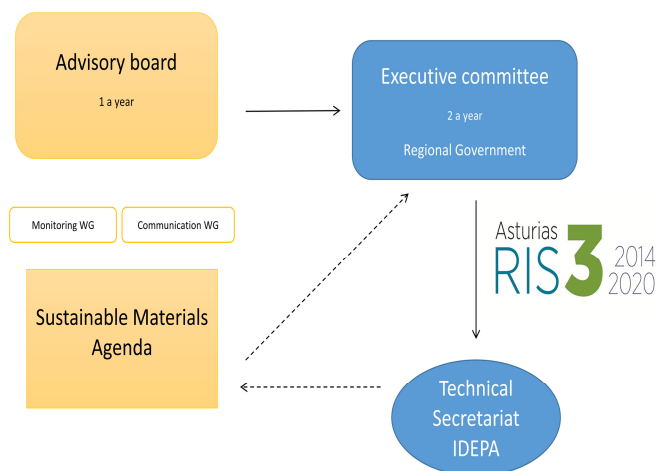 Advisory board
1 a year
Executive committee
2 a year
Regional Government
Monitoring WG
Communication WG
Asturias
RIS3 2014
2020
Sustainable Materials
Agenda
Technical
Secretariat
IDEPA